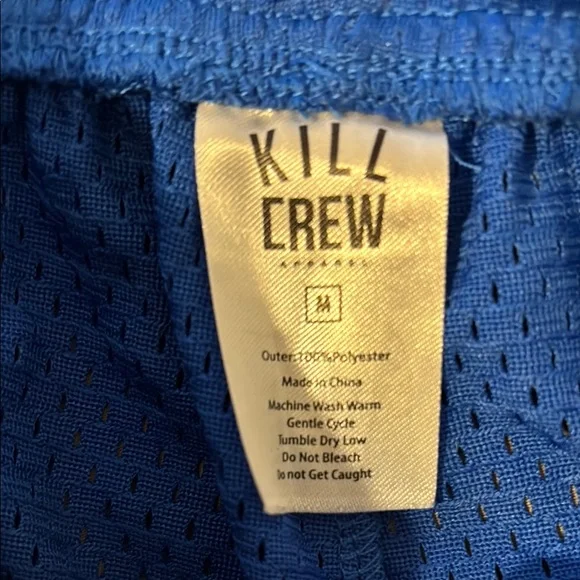 KILL
CREW
APPAREL
M
Outer:100%Polyester
Made in China
Machine Wash Warm
Gentle Cycle
Tumble Dry Low
Do Not Bleach
Do not Get Caught